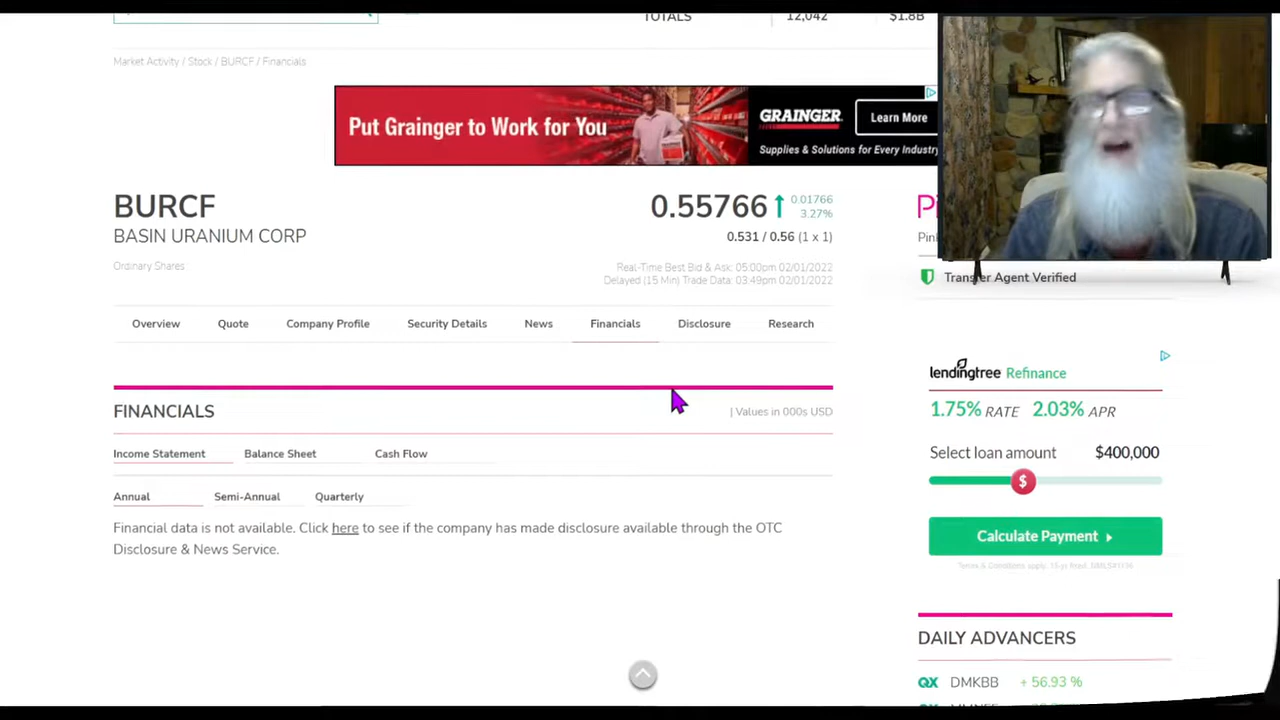 TOTALS 12,042 $1.8B
Market Activity / Stock / BURCF / Financials
Put Grainger to Work for You
GRAINGER
Learn More
Supplies & Solutions for Every Industry
BURCF
BASIN URANIUM CORP
Ordinary Shares
0.55766 0.01766
3.27%
0.531 / 0.56 (1 x 1)
Real-Time Best Bid & Ask: 05:00pm 02/01/2022
Delayed (15 Min) Trade Data: 03:49pm 02/01/2022
Transfer Agent Verified
Overview Quote Company Profile Security Details News Financials Disclosure Research
FINANCIALS | Values in 000s USD
Income Statement Balance Sheet Cash Flow
Annual Semi-Annual Quarterly
Financial data is not available. Click here to see if the company has made disclosure available through the OTC
Disclosure & News Service.
lendingtree Refinance
1.75% RATE 2.03% APR
Select loan amount $400,000
$
Calculate Payment
DAILY ADVANCERS
QX DMKBB + 56.93 %